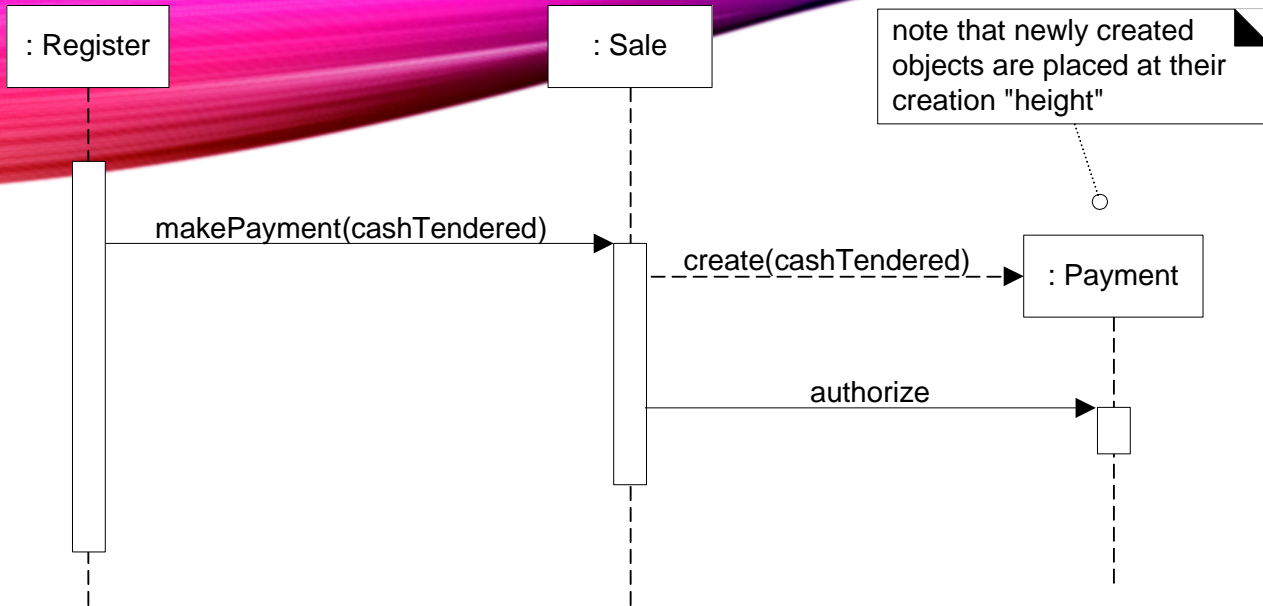 : Register
: Sale
note that newly created
objects are placed at their
creation "height"
makePayment(cashTendered)
create(cashTendered)
: Payment
authorize